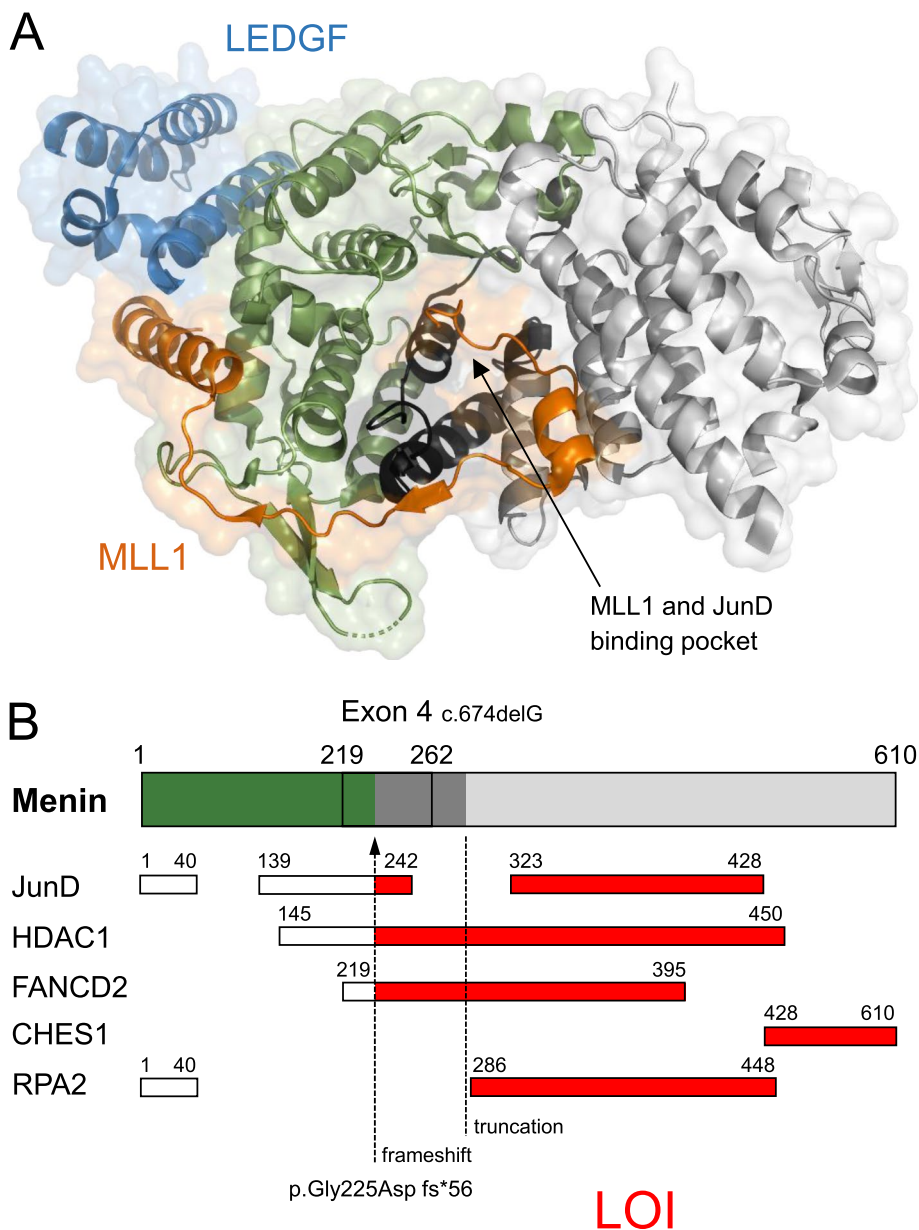 A
LEDGF
MLL1
MLL1 and JunD
binding pocket
B
Exon 4 c.674delG
1 219 262 610
Menin
1 40 139 242 323 428
JunD
145 450
HDAC1
219 395
FANCD2
428 610
CHES1
1 40 286 448
RPA2
truncation
frameshift
p.Gly225Asp fs*56
LOI